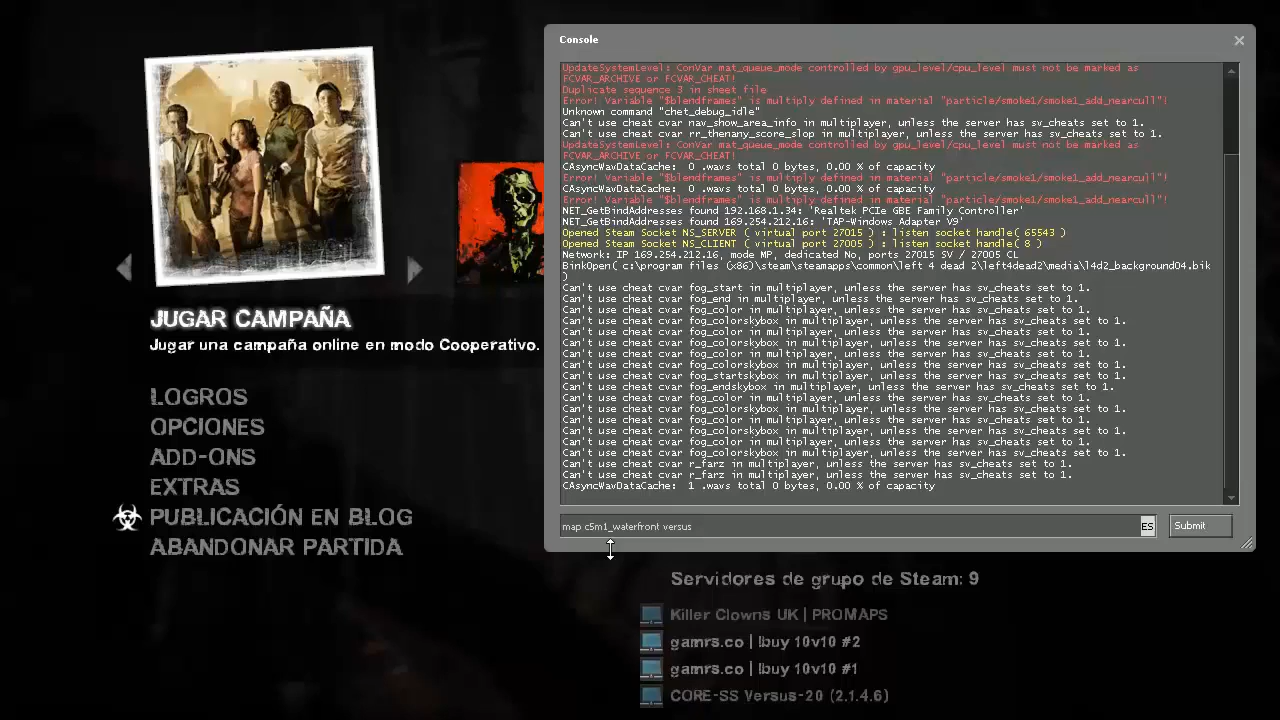 Console
UpdateSystemLevel: ConVar mat_queue_mode controlled by gpu_level/cpu_level must not be marked as
FCVAR_ARCHIVE or FCVAR_CHEAT!
Duplicate sequence 3 in sheet file
Error! Variable "$blendframes" is multiply defined in material "particle/smoke1/smoke1_add_nearcull"!
Unknown command "chet_debug_idle"
Can't use cheat cvar nav_show_area_info in multiplayer, unless the server has sv_cheats set to 1.
Can't use cheat cvar rr_thenany_score_slop in multiplayer, unless the server has sv_cheats set to 1.
UpdateSystemLevel: ConVar mat_queue_mode controlled by gpu_level/cpu_level must not be marked as
FCVAR_ARCHIVE or FCVAR_CHEAT!
CAsyncWavDataCache:  0 .wavs total 0 bytes, 0.00 % of capacity
Error! Variable "$blendframes" is multiply defined in material "particle/smoke1/smoke1_add_nearcull"!
CAsyncWavDataCache:  0 .wavs total 0 bytes, 0.00 % of capacity
Error! Variable "$blendframes" is multiply defined in material "particle/smoke1/smoke1_add_nearcull"!
NET_GetBindAddresses found 192.168.1.34: 'Realtek PCIe GBE Family Controller'
NET_GetBindAddresses found 169.254.212.16: 'TAP-Windows Adapter V9'
Opened Steam Socket NS_SERVER ( virtual port 27015 ) : listen socket handle( 65543 )
Opened Steam Socket NS_CLIENT ( virtual port 27005 ) : listen socket handle( 8 )
Network: IP 169.254.212.16, mode MP, dedicated No, ports 27015 SV / 27005 CL
BinkOpen( c:\program files (x86)\steam\steamapps\common\left 4 dead 2\left4dead2\media\l4d2_background04.bik
)
Can't use cheat cvar fog_start in multiplayer, unless the server has sv_cheats set to 1.
Can't use cheat cvar fog_end in multiplayer, unless the server has sv_cheats set to 1.
Can't use cheat cvar fog_color in multiplayer, unless the server has sv_cheats set to 1.
Can't use cheat cvar fog_colorskybox in multiplayer, unless the server has sv_cheats set to 1.
Can't use cheat cvar fog_color in multiplayer, unless the server has sv_cheats set to 1.
Can't use cheat cvar fog_colorskybox in multiplayer, unless the server has sv_cheats set to 1.
Can't use cheat cvar fog_color in multiplayer, unless the server has sv_cheats set to 1.
Can't use cheat cvar fog_colorskybox in multiplayer, unless the server has sv_cheats set to 1.
Can't use cheat cvar fog_startskybox in multiplayer, unless the server has sv_cheats set to 1.
Can't use cheat cvar fog_endskybox in multiplayer, unless the server has sv_cheats set to 1.
Can't use cheat cvar fog_color in multiplayer, unless the server has sv_cheats set to 1.
Can't use cheat cvar fog_colorskybox in multiplayer, unless the server has sv_cheats set to 1.
Can't use cheat cvar fog_color in multiplayer, unless the server has sv_cheats set to 1.
Can't use cheat cvar fog_colorskybox in multiplayer, unless the server has sv_cheats set to 1.
Can't use cheat cvar fog_color in multiplayer, unless the server has sv_cheats set to 1.
Can't use cheat cvar fog_colorskybox in multiplayer, unless the server has sv_cheats set to 1.
Can't use cheat cvar r_farz in multiplayer, unless the server has sv_cheats set to 1.
Can't use cheat cvar r_farz in multiplayer, unless the server has sv_cheats set to 1.
CAsyncWavDataCache:  1 .wavs total 0 bytes, 0.00 % of capacity
map c5m1_waterfront versus
ES
Submit
JUGAR CAMPAÑA
Jugar una campaña online en modo Cooperativo.
LOGROS
OPCIONES
ADD-ONS
EXTRAS
PUBLICACIÓN EN BLOG
ABANDONAR PARTIDA
Servidores de grupo de Steam: 9
Killer Clowns UK | PROMAPS
gamrs.co | !buy 10v10 #2
gamrs.co | !buy 10v10 #1
CORE-SS Versus-20 (2.1.4.6)